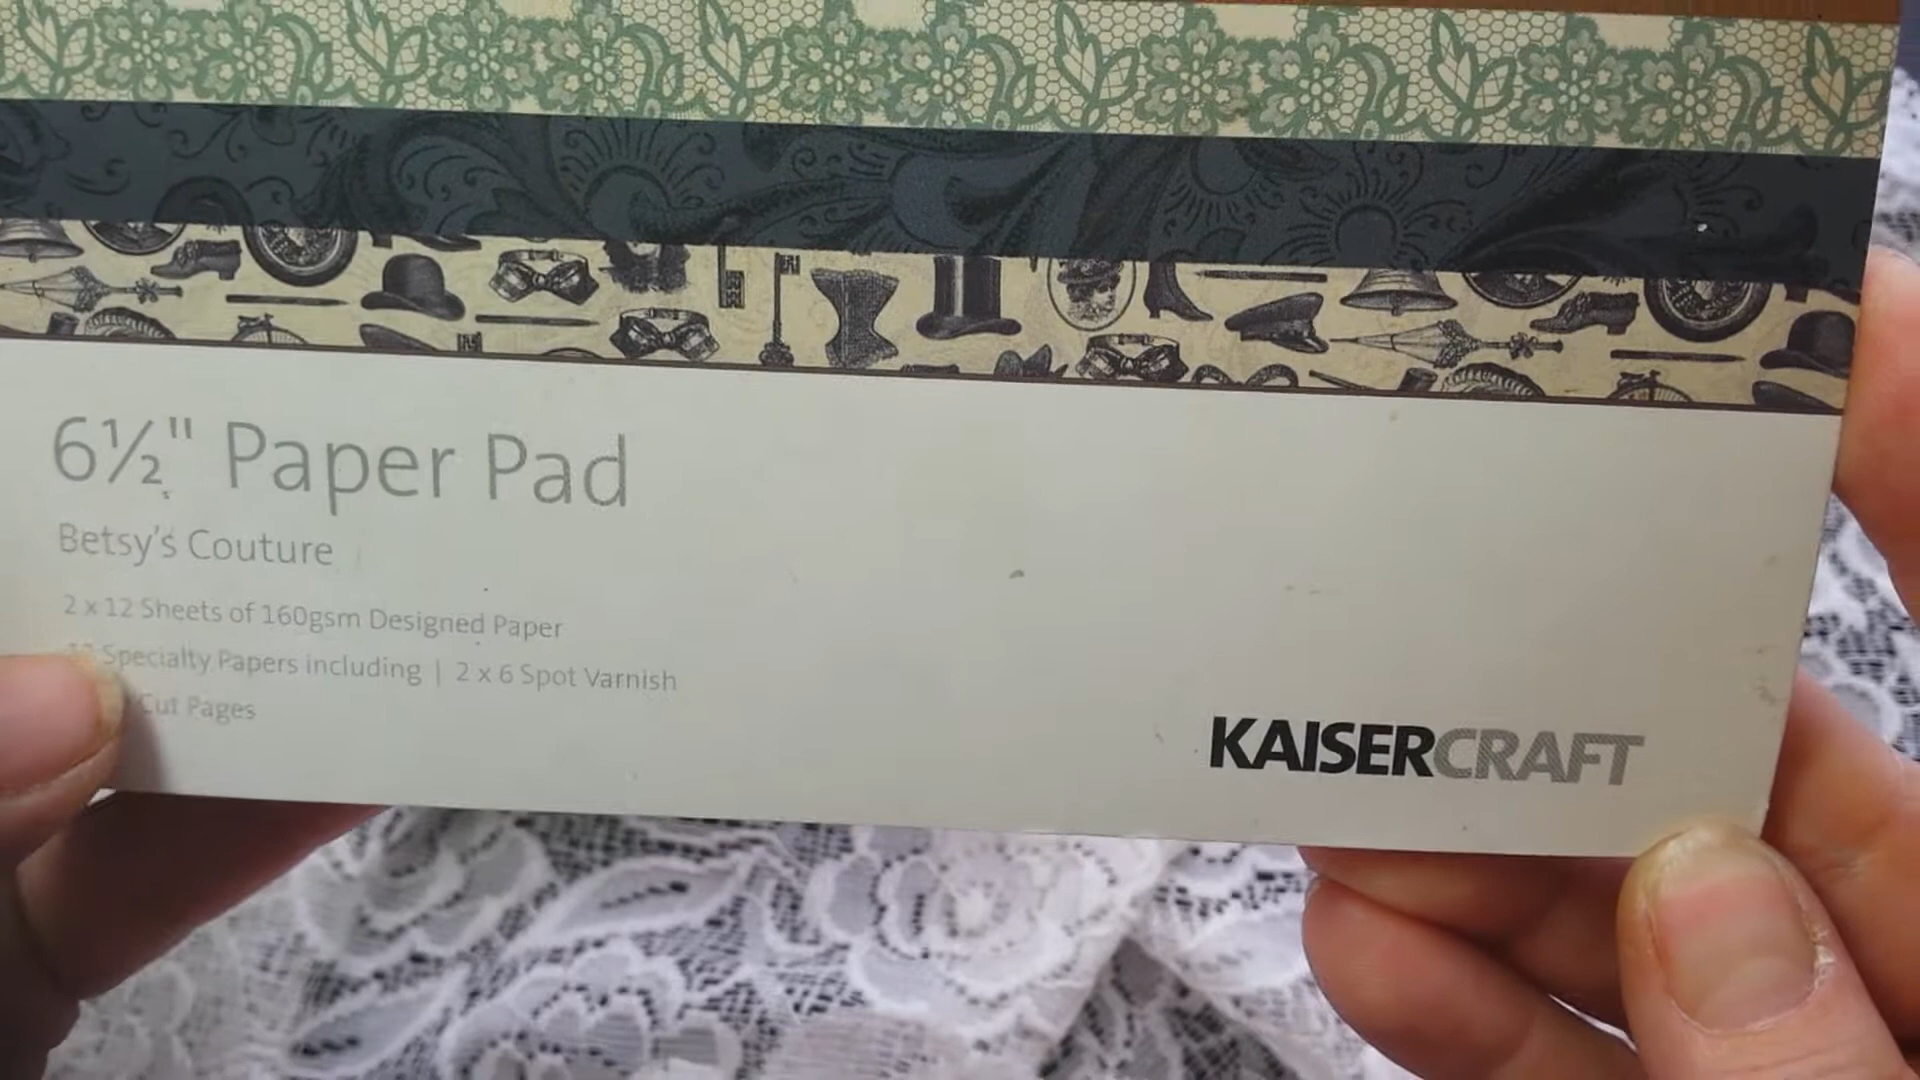 6½" Paper Pad
Betsy's Couture
2 x 12 Sheets of 160gsm Designed Paper
Specialty Papers including | 2 x 6 Spot Varnish
Cut Pages
KAISERCRAFT